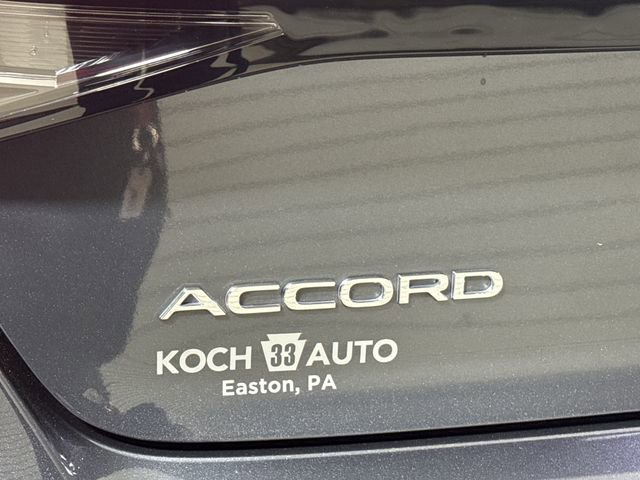 ACCORD
KOCH 33 AUTO
Easton, PA